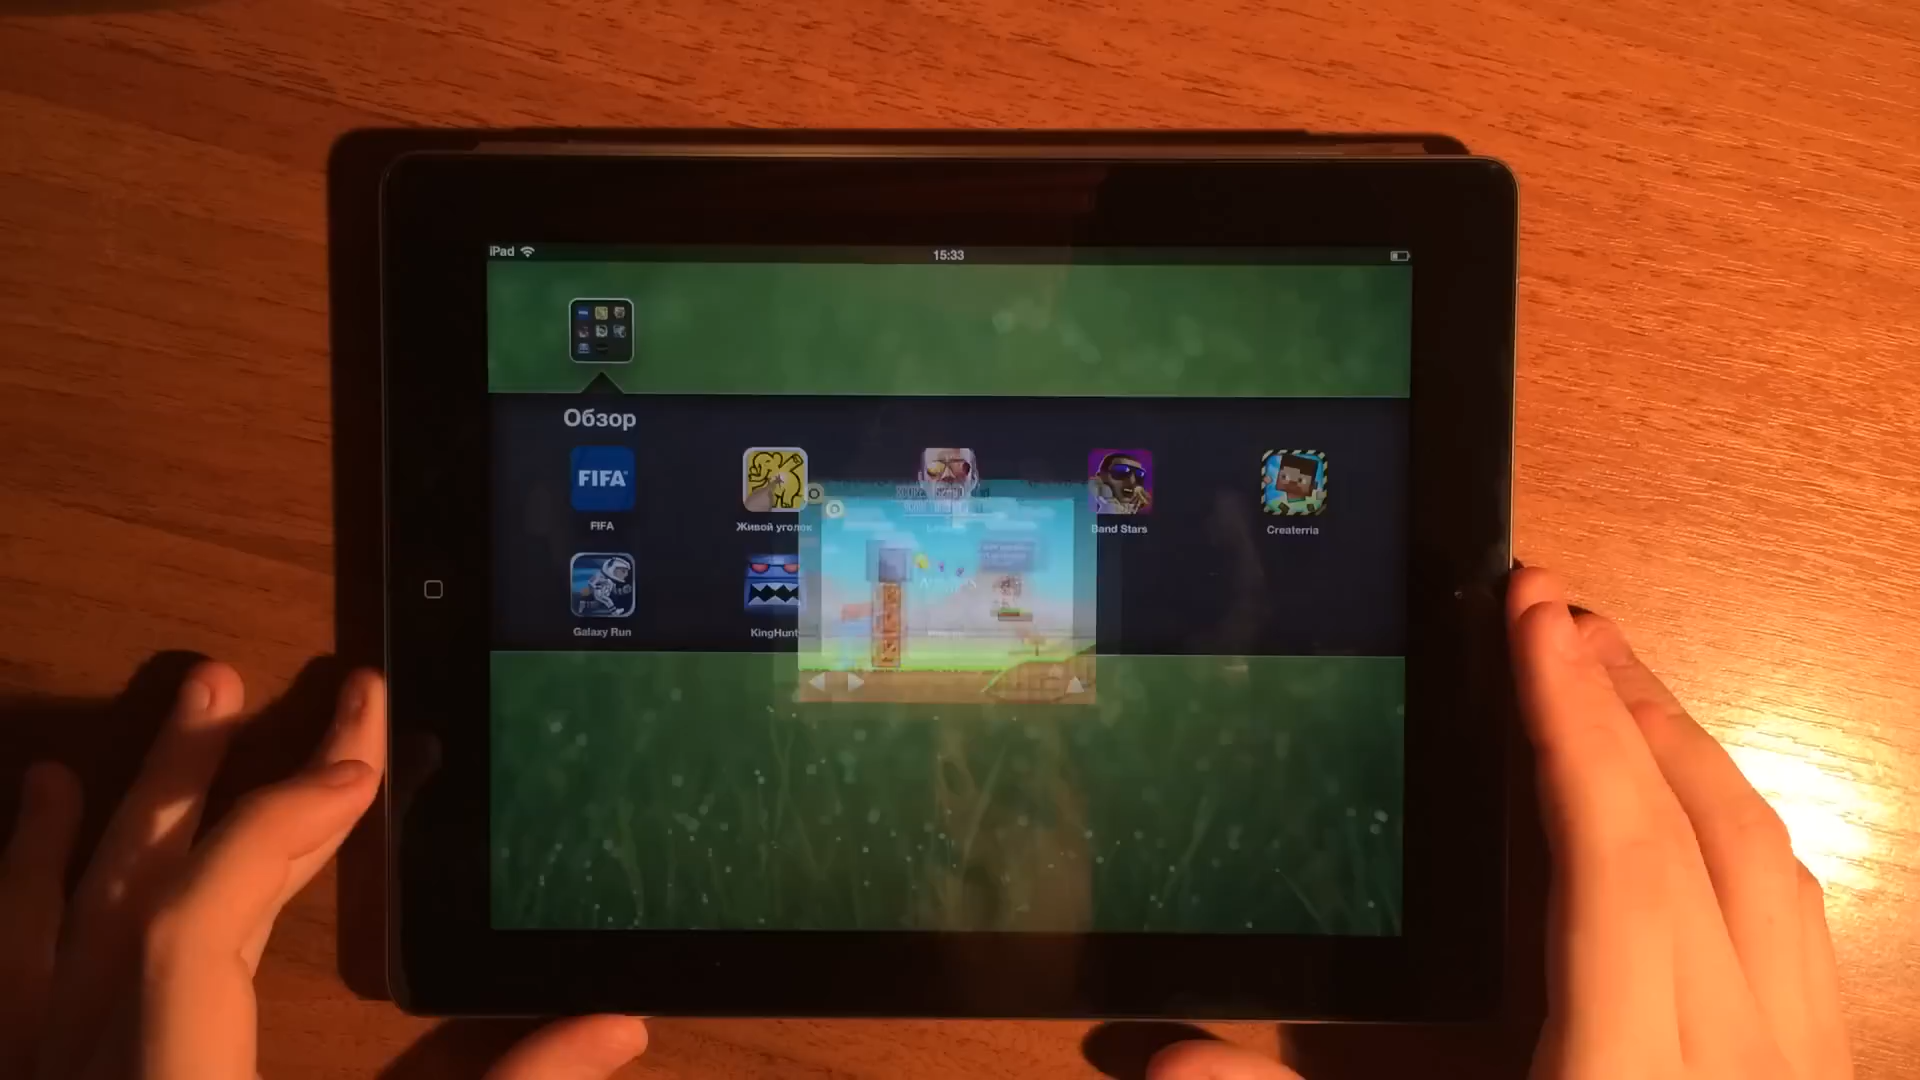 iPad
15:33
Обзор
FIFA
FIFA
Живой уголок
Band Stars
Createrria
Galaxy Run
KingHunt